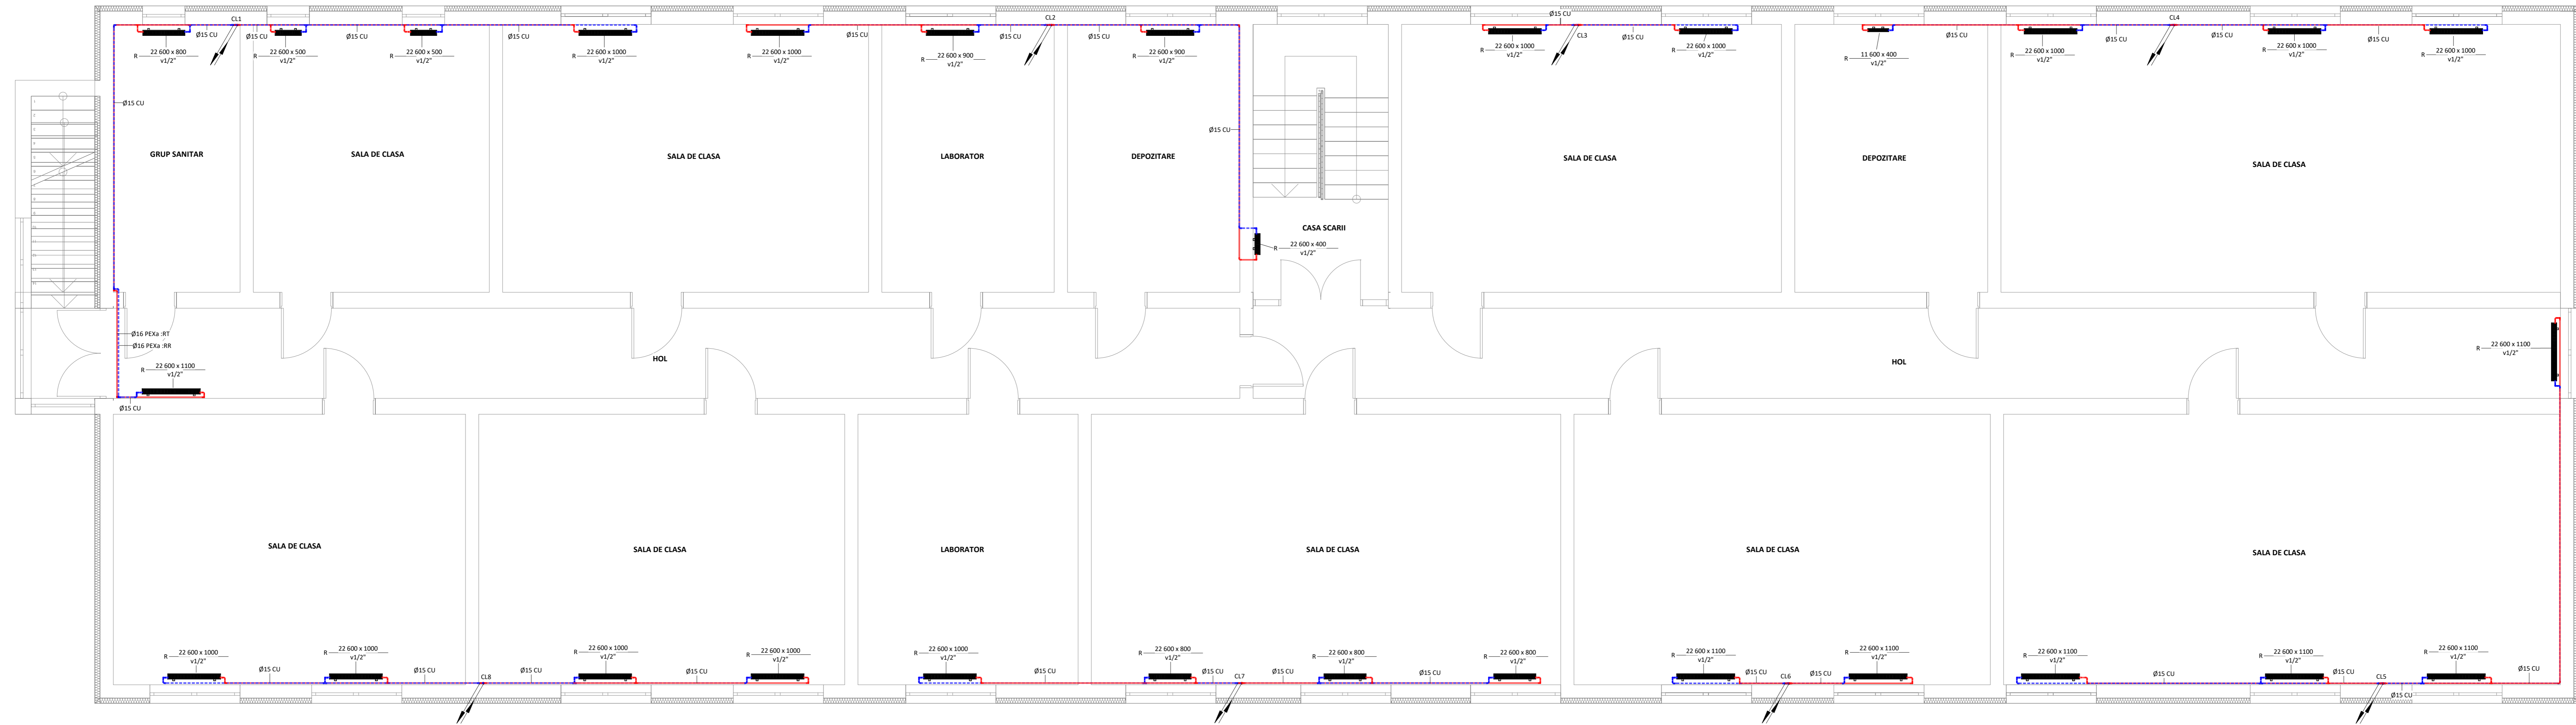 CL1
CL2
Ø15 CU
CL3
CL4
Ø15 CU
Ø15 CU
Ø15 CU
Ø15 CU
Ø15 CU
Ø15 CU
Ø15 CU
Ø15 CU
Ø15 CU
Ø15 CU
Ø15 CU
Ø15 CU
R 22 600 x 800
v1/2"
R 22 600 x 500
v1/2"
R 22 600 x 500
v1/2"
R 22 600 x 1000
v1/2"
R 22 600 x 1000
v1/2"
R 22 600 x 900
v1/2"
R 22 600 x 900
v1/2"
R 22 600 x 1000
v1/2"
R 22 600 x 1000
v1/2"
R 11 600 x 400
v1/2"
R 22 600 x 1000
v1/2"
R 22 600 x 1000
v1/2"
R 22 600 x 1000
v1/2"
Ø15 CU
Ø15 CU
GRUP SANITAR
SALA DE CLASA
SALA DE CLASA
LABORATOR
DEPOZITARE
SALA DE CLASA
DEPOZITARE
SALA DE CLASA
CASA SCARII
R 22 600 x 400
v1/2"
Ø16 PEXa :RT
Ø16 PEXa :RR
HOL
HOL
R 22 600 x 1100
v1/2"
R 22 600 x 1100
v1/2"
Ø15 CU
SALA DE CLASA
SALA DE CLASA
LABORATOR
SALA DE CLASA
SALA DE CLASA
SALA DE CLASA
R 22 600 x 1000
v1/2"
R 22 600 x 1000
v1/2"
R 22 600 x 1000
v1/2"
R 22 600 x 1000
v1/2"
R 22 600 x 1000
v1/2"
R 22 600 x 800
v1/2"
R 22 600 x 800
v1/2"
R 22 600 x 800
v1/2"
R 22 600 x 1100
v1/2"
R 22 600 x 1100
v1/2"
R 22 600 x 1100
v1/2"
R 22 600 x 1100
v1/2"
R 22 600 x 1100
v1/2"
Ø15 CU
Ø15 CU
Ø15 CU
Ø15 CU
Ø15 CU
Ø15 CU
Ø15 CU
Ø15 CU
Ø15 CU
Ø15 CU
Ø15 CU
Ø15 CU
Ø15 CU
CL8
CL7
CL6
CL5
Ø15 CU